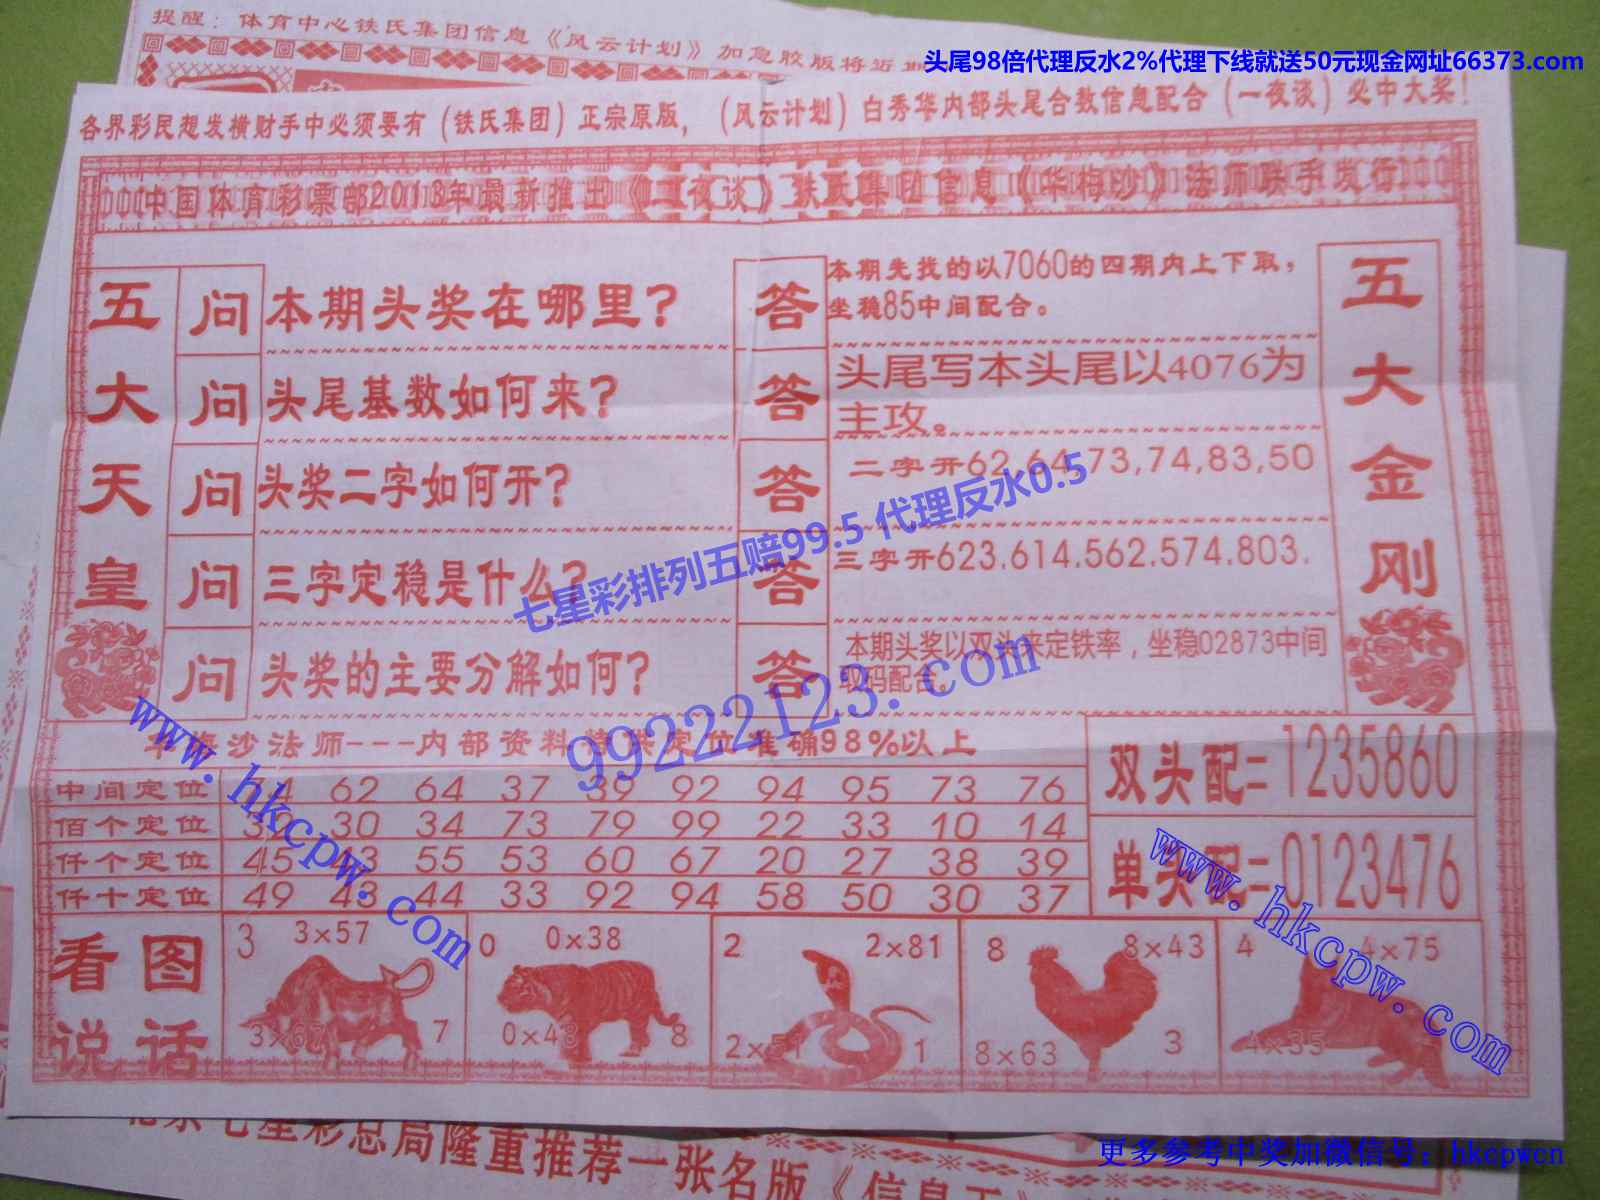 提醒：体育中心铁氏集团信息《风云计划》加急胶版将近期
头尾98倍代理反水2%代理下线就送50元现金网址66373.com
各界彩民想发横财手中必须要有（铁氏集团）正宗原版，（风云计划）白秀华内部头尾合数信息配合（一夜谈）必中大奖！
中国体育彩票部2018年最新推出《一夜谈》铁氏集团信息《华梅沙》法师联手发行
五大天皇
问 本期头奖在哪里？
答 本期先找的以7060的四期内上下取，
坐稳85中间配合。
问 头尾基数如何来？
答 头尾写本头尾以4076为
主攻。
问 头奖二字如何开？
答 二字开62,64,73,74,83,50
问 三字定稳是什么？
答 三字开623.614.562.574.803.
问 头奖的主要分解如何？
答 本期头奖以双头来定铁率，坐稳02873中间
取码配合。
五大金刚
七星彩排列五赔99.5 代理反水0.5
99222123.com
www.hkcpw.com
华梅沙法师---内部资料 提供定位准确98%以上
中间定位 74 62 64 37 39 92 94 95 73 76
佰个定位 39 30 34 73 79 99 22 33 10 14
仟个定位 45 43 55 53 60 67 20 27 38 39
仟十定位 49 43 44 33 92 94 58 50 30 37
双头配=1235860
单头配=0123476
www.hkcpw.com
看图
说话
3 3×57
3×67 7
0 0×38
0×48 8
2 2×81
2×51 1
8 8×43
8×63 3
4 4×75
4×35
北京七星彩总局隆重推荐一张名版《信息王》
更多参考中奖加微信号：hkcpwcn